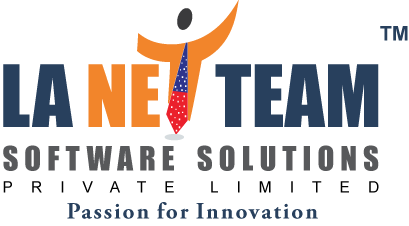 TM
LA NET TEAM
SOFTWARE SOLUTIONS
PRIVATE LIMITED
Passion for Innovation